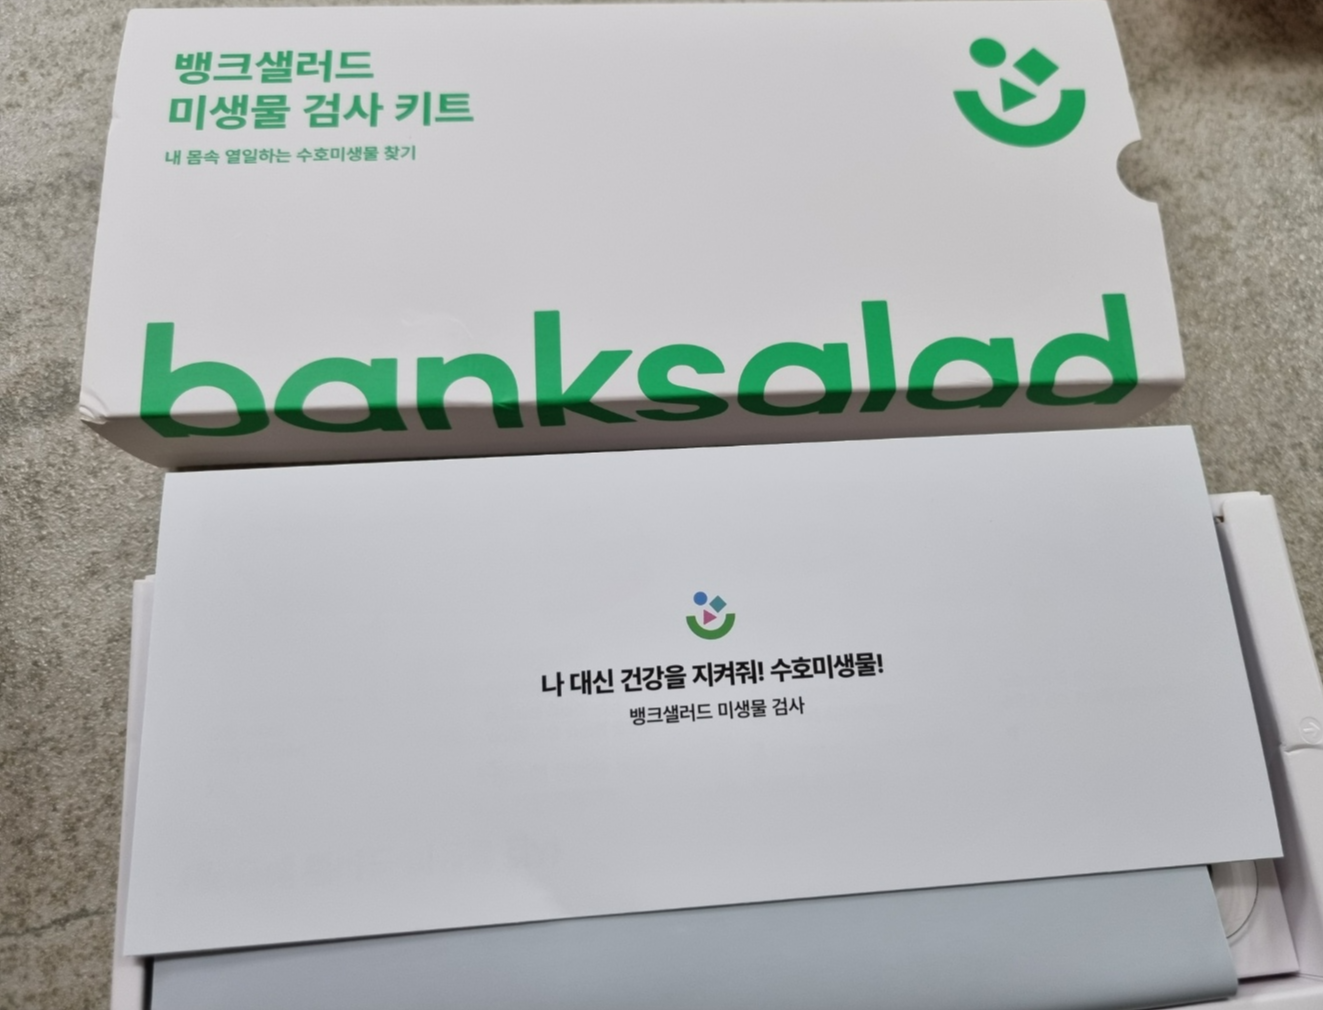 뱅크샐러드
미생물 검사 키트
내 몸속 열일하는 수호미생물 찾기
banksalad
나 대신 건강을 지켜줘! 수호미생물!
뱅크샐러드 미생물 검사